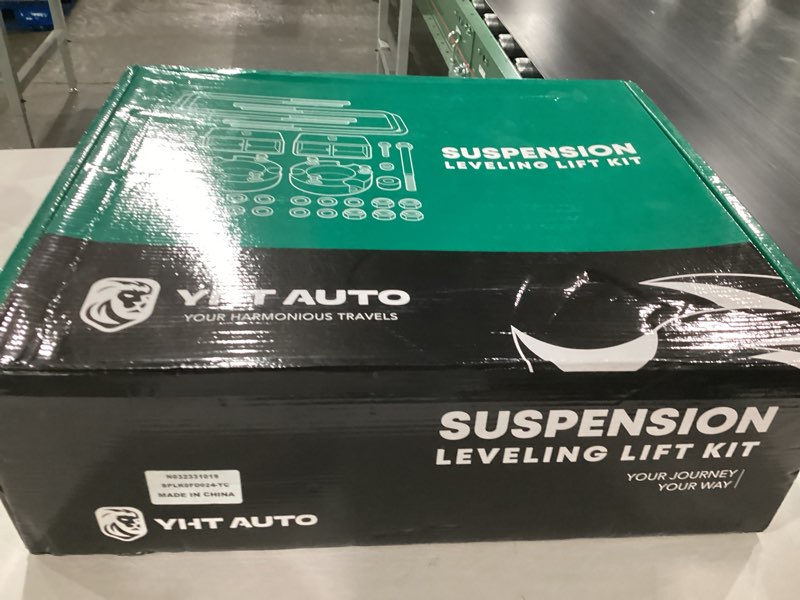 SUSPENSION
LEVELING LIFT KIT
YHT AUTO
YOUR HARMONIOUS TRAVELS
SUSPENSION
LEVELING LIFT KIT
YOUR JOURNEY
YOUR WAY
N032331019
MADE IN CHINA
YHT AUTO